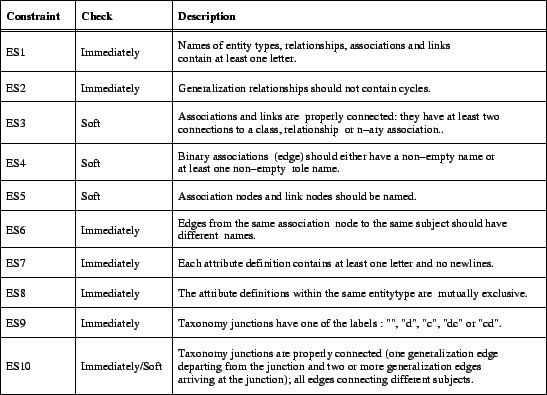 Constraint Check Description
ES1 Immediately Names of entity types, relationships, associations and links
contain at least one letter.
ES2 Immediately Generalization relationships should not contain cycles.
ES3 Soft Associations and links are properly connected: they have at least two
connections to a class, relationship or n–ary association..
ES4 Soft Binary associations (edge) should either have a non–empty name or
at least one non–empty role name.
ES5 Soft Association nodes and link nodes should be named.
ES6 Immediately Edges from the same association node to the same subject should have
different names.
ES7 Immediately Each attribute definition contains at least one letter and no newlines.
ES8 Immediately The attribute definitions within the same entitytype are mutually exclusive.
ES9 Immediately Taxonomy junctions have one of the labels : "", "d", "c", "dc" or "cd".
ES10 Immediately/Soft Taxonomy junctions are properly connected (one generalization edge
departing from the junction and two or more generalization edges
arriving at the junction); all edges connecting different subjects.